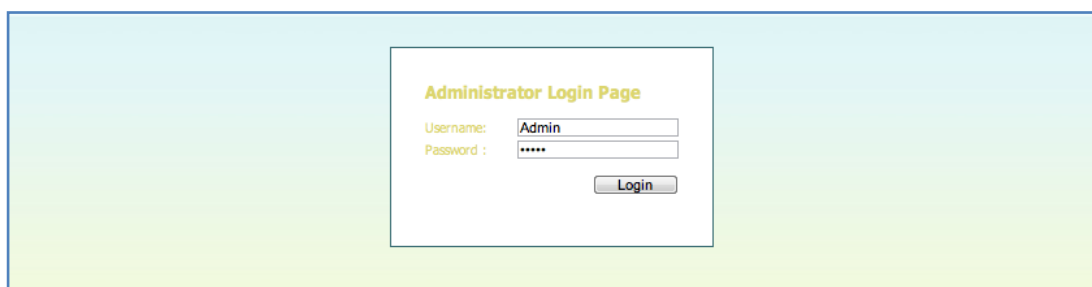 Administrator Login Page
Username: Admin
Password : •••••
Login